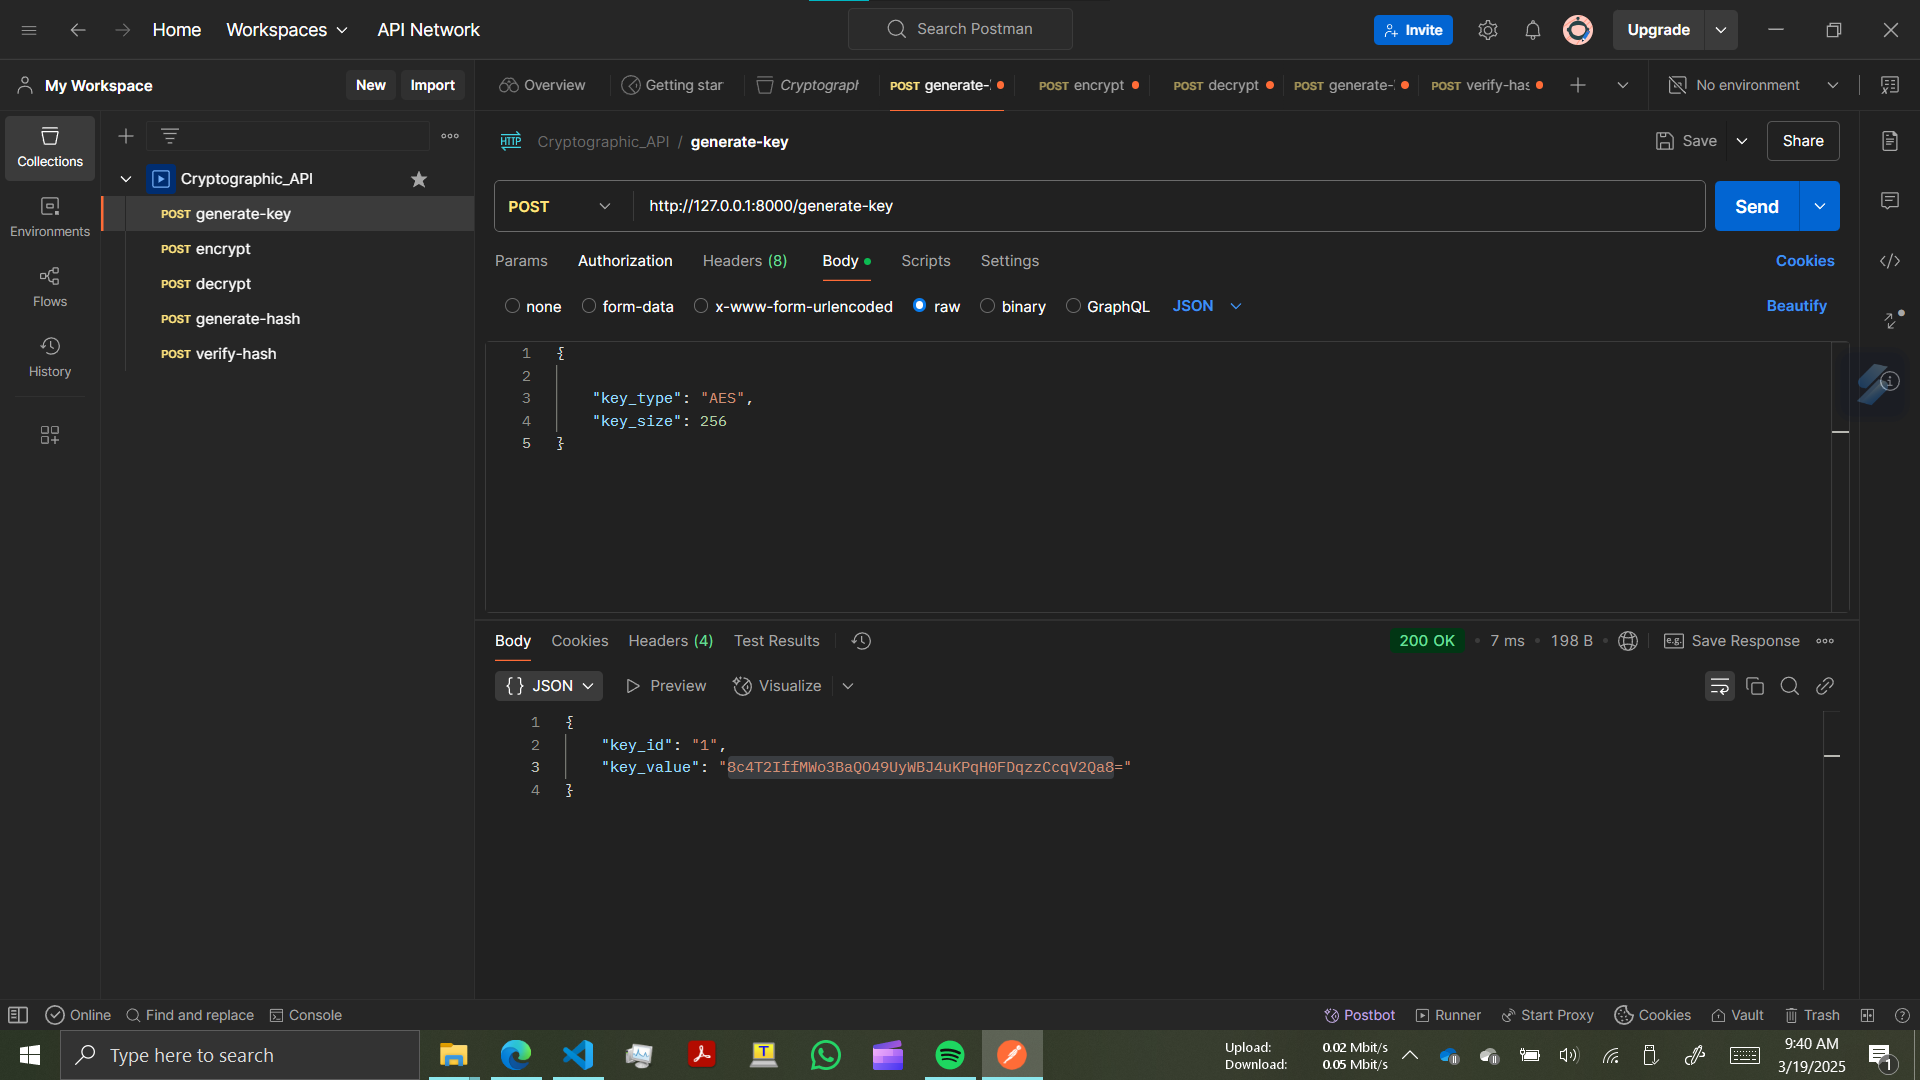 Home Workspaces API Network Search Postman Invite Upgrade
My Workspace New Import Overview Getting star Cryptograph POST generate- POST encrypt POST decrypt POST generate- POST verify-has No environment
Collections
HTTP Cryptographic_API / generate-key Save Share
Cryptographic_API
POST generate-key
POST http://127.0.0.1:8000/generate-key Send
Environments
POST encrypt
Params Authorization Headers (8) Body Scripts Settings Cookies
POST decrypt
Flows
none form-data x-www-form-urlencoded raw binary GraphQL JSON Beautify
POST generate-hash
POST verify-hash
History
1 {
2
3 "key_type": "AES",
4 "key_size": 256
5 }
Body Cookies Headers (4) Test Results 200 OK 7 ms 198 B e.g. Save Response
{} JSON Preview Visualize
1 {
2 "key_id": "1",
3 "key_value": "8c4T2IffMWo3BaQO49UyWBJ4uKPqH0FDqzzCcqV2Qa8="
4 }
Online Find and replace Console Postbot Runner Start Proxy Cookies Vault Trash
Type here to search
Upload: 0.02 Mbit/s
Download: 0.05 Mbit/s
9:40 AM
3/19/2025
1